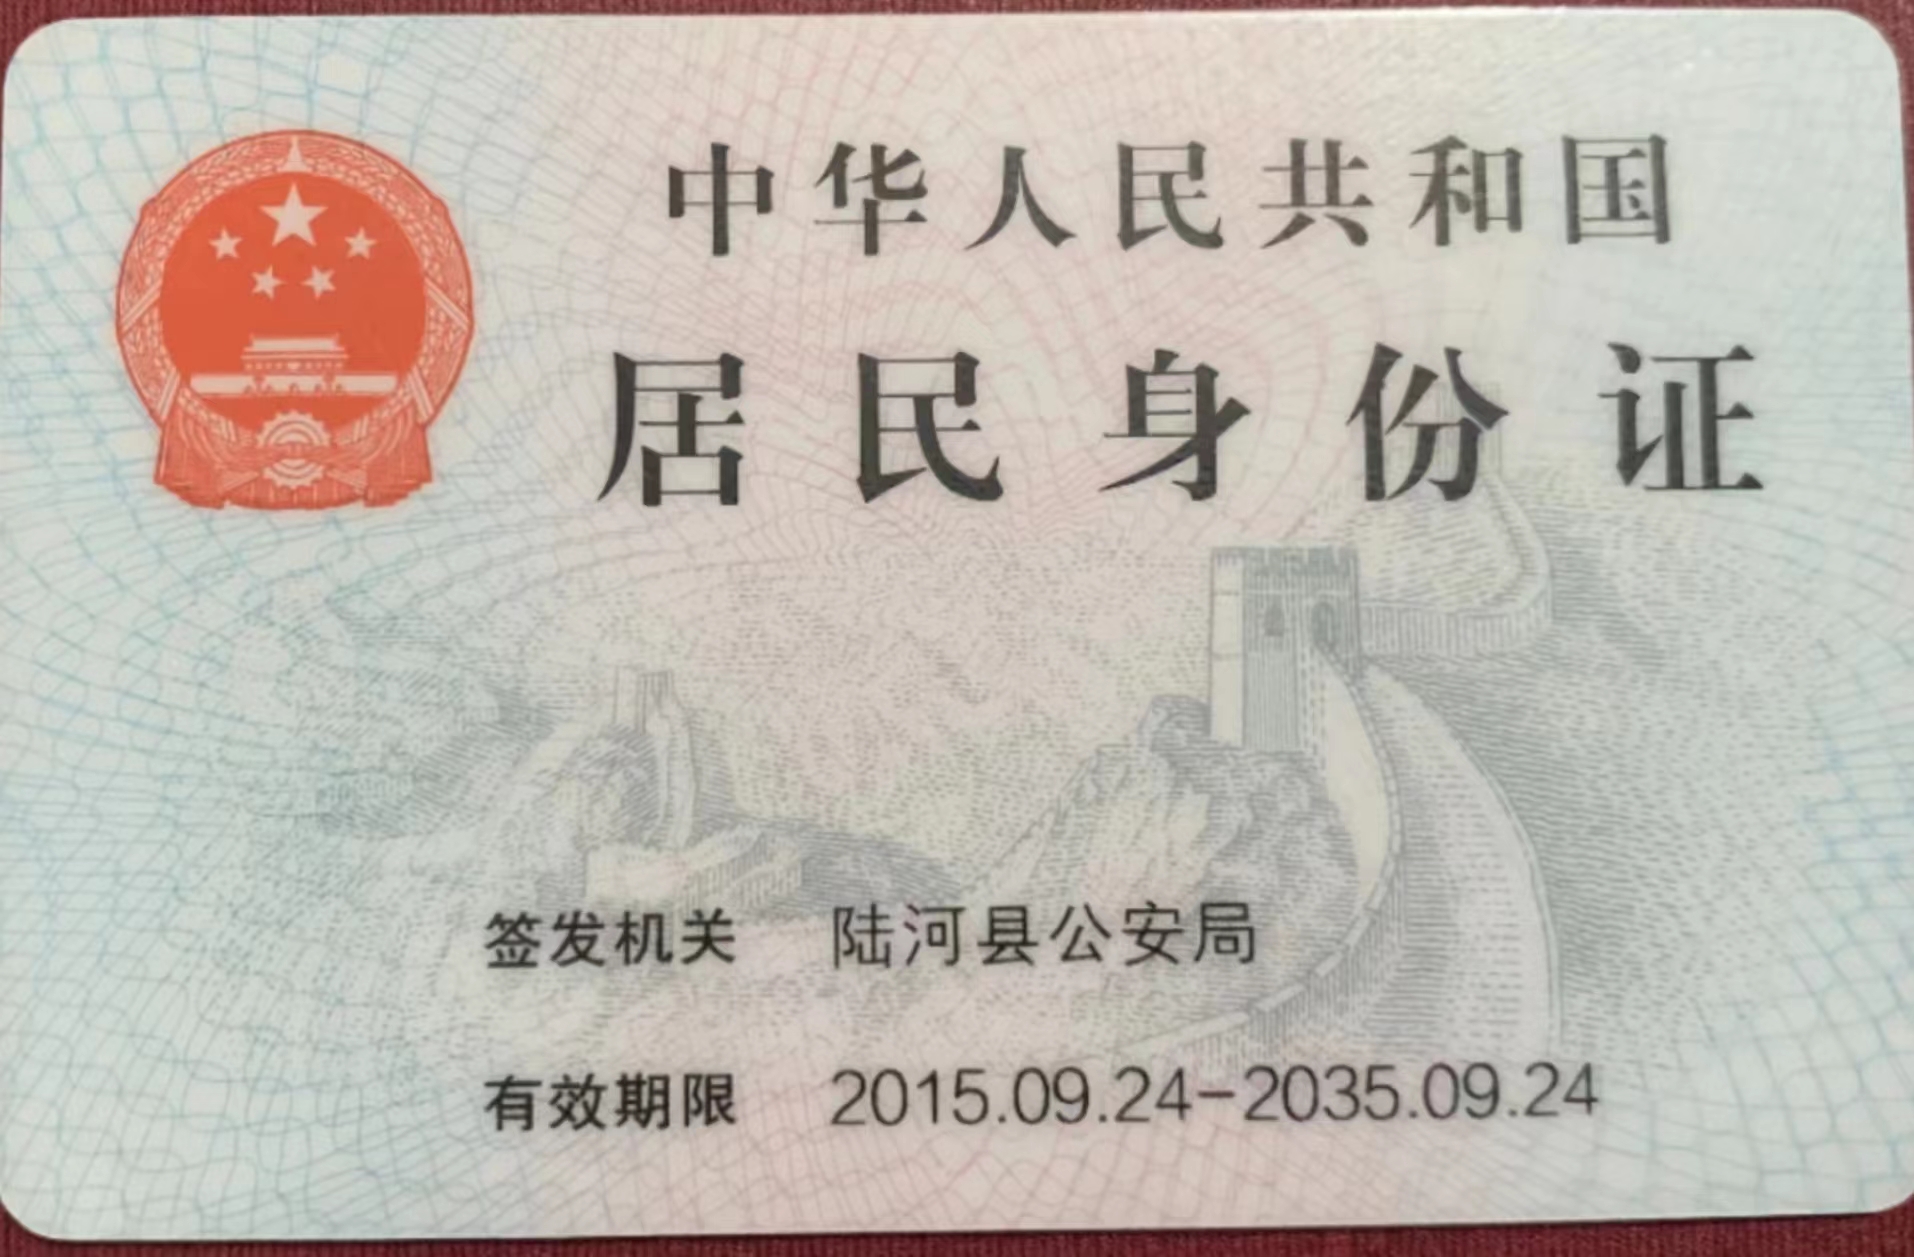 中华人民共和国
居民身份证
签发机关 陆河县公安局
有效期限 2015.09.24-2035.09.24